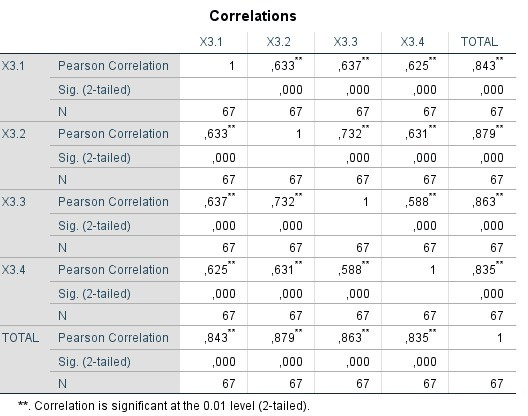 Correlations
X3.1 X3.2 X3.3 X3.4 TOTAL
X3.1 Pearson Correlation 1 ,633** ,637** ,625** ,843**
Sig. (2-tailed) ,000 ,000 ,000 ,000
N 67 67 67 67 67
X3.2 Pearson Correlation ,633** 1 ,732** ,631** ,879**
Sig. (2-tailed) ,000 ,000 ,000 ,000
N 67 67 67 67 67
X3.3 Pearson Correlation ,637** ,732** 1 ,588** ,863**
Sig. (2-tailed) ,000 ,000 ,000 ,000
N 67 67 67 67 67
X3.4 Pearson Correlation ,625** ,631** ,588** 1 ,835**
Sig. (2-tailed) ,000 ,000 ,000 ,000
N 67 67 67 67 67
TOTAL Pearson Correlation ,843** ,879** ,863** ,835** 1
Sig. (2-tailed) ,000 ,000 ,000 ,000
N 67 67 67 67 67
**. Correlation is significant at the 0.01 level (2-tailed).